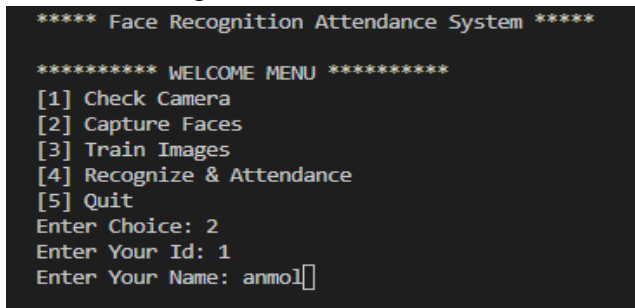 ***** Face Recognition Attendance System *****
********** WELCOME MENU **********
[1] Check Camera
[2] Capture Faces
[3] Train Images
[4] Recognize & Attendance
[5] Quit
Enter Choice: 2
Enter Your Id: 1
Enter Your Name: anmol